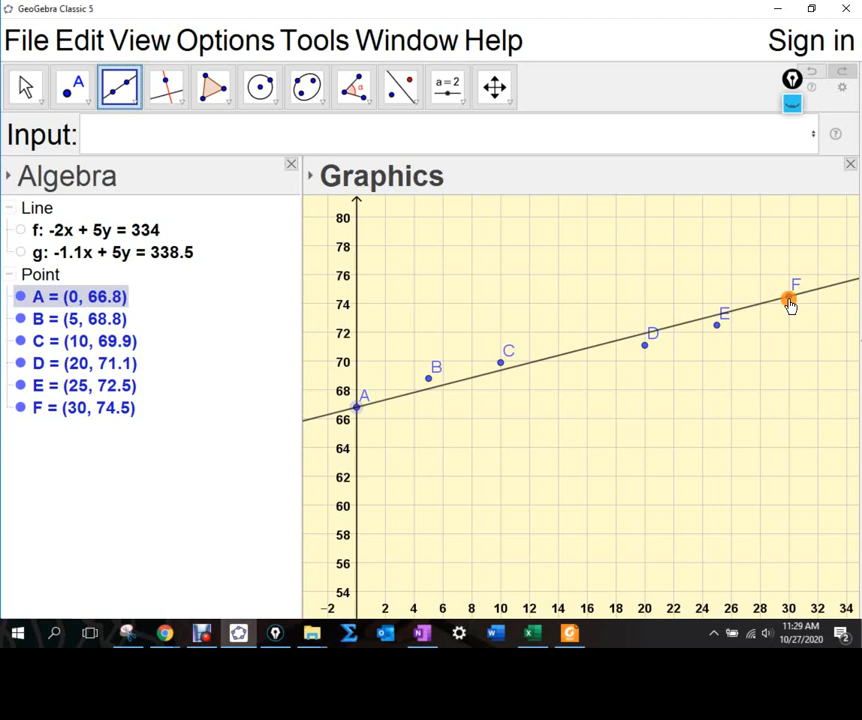 GeoGebra Classic 5
File Edit View Options Tools Window Help
Sign in
A
α
a=2
Input:
Algebra
Graphics
Line
f: -2x + 5y = 334
g: -1.1x + 5y = 338.5
Point
A = (0, 66.8)
B = (5, 68.8)
C = (10, 69.9)
D = (20, 71.1)
E = (25, 72.5)
F = (30, 74.5)
80
78
76
74
72
70
68
66
64
62
60
58
56
54
A
B
C
D
E
F
−2
2
4
6
8
10
12
14
16
18
20
22
24
26
28
30
32
34
11:29 AM
10/27/2020
2